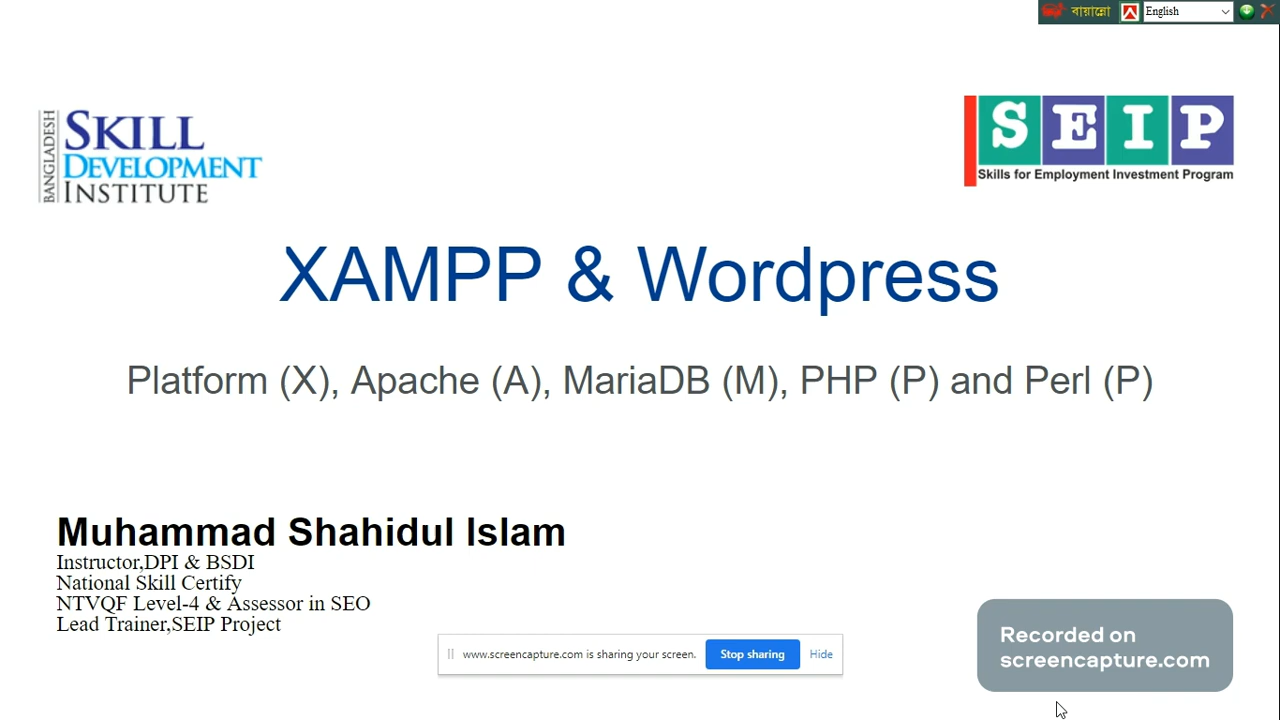 বায়ান্নো
English
BANGLADESH
SKILL
DEVELOPMENT
INSTITUTE
SEIP
Skills for Employment Investment Program
XAMPP & Wordpress
Platform (X), Apache (A), MariaDB (M), PHP (P) and Perl (P)
Muhammad Shahidul Islam
Instructor,DPI & BSDI
National Skill Certify
NTVQF Level-4 & Assessor in SEO
Lead Trainer,SEIP Project
www.screencapture.com is sharing your screen.
Stop sharing
Hide
Recorded on
screencapture.com